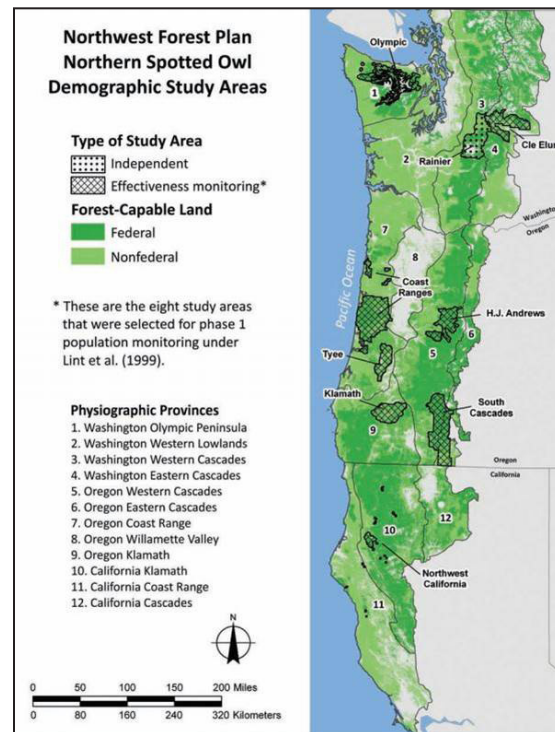 Northwest Forest Plan
Northern Spotted Owl
Demographic Study Areas
Type of Study Area
Independent
Effectiveness monitoring*
Forest-Capable Land
Federal
Nonfederal
* These are the eight study areas
that were selected for phase 1
population monitoring under
Lint et al. (1999).
Physiographic Provinces
1. Washington Olympic Peninsula
2. Washington Western Lowlands
3. Washington Western Cascades
4. Washington Eastern Cascades
5. Oregon Western Cascades
6. Oregon Eastern Cascades
7. Oregon Coast Range
8. Oregon Willamette Valley
9. Oregon Klamath
10. California Klamath
11. California Coast Range
12. California Cascades
N
0 50 100 150 200 Miles
0 80 160 240 320 Kilometers
Olympic
1
3
Cle Elum
4
2
Rainier
Washington
Oregon
7
8
Pacific Ocean
Coast
Ranges
H.J. Andrews
6
5
Tyee
Klamath
South
Cascades
9
Oregon
California
12
10
Northwest
California
11